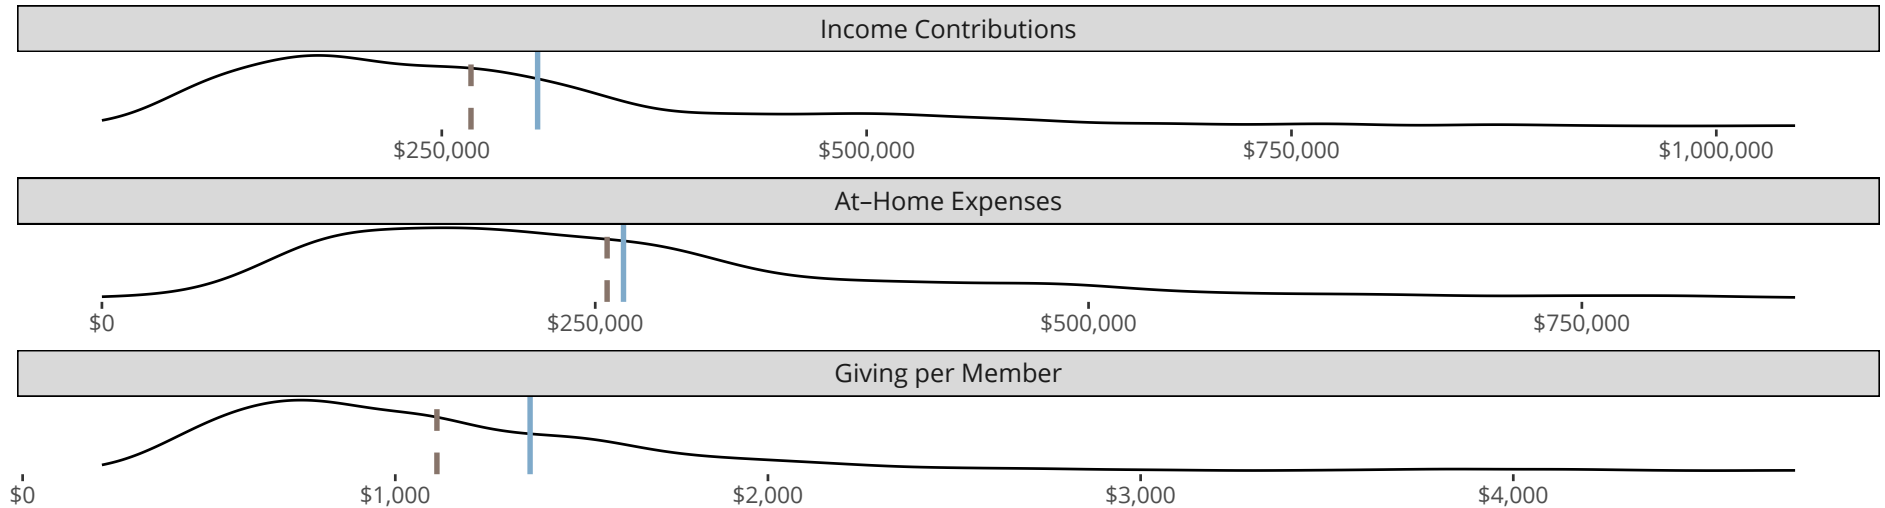 Income Contributions
$250,000 $500,000 $750,000 $1,000,000
At–Home Expenses
$0 $250,000 $500,000 $750,000
Giving per Member
$0 $1,000 $2,000 $3,000 $4,000